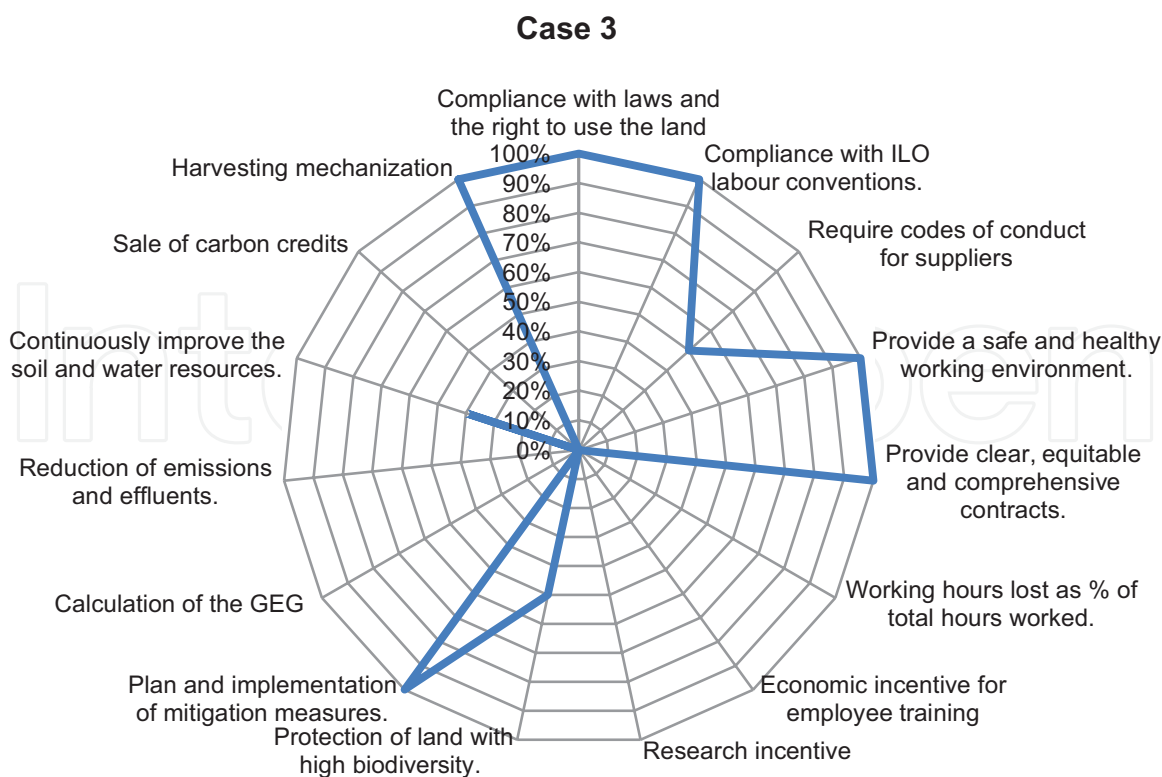 Case 3
Compliance with laws and
the right to use the land
100%
90%
80%
70%
60%
50%
40%
30%
20%
10%
0%
Compliance with ILO
labour conventions.
Require codes of conduct
for suppliers
Provide a safe and healthy
working environment.
Provide clear, equitable
and comprehensive
contracts.
Working hours lost as % of
total hours worked.
Economic incentive for
employee training
Research incentive
Protection of land with
high biodiversity.
Plan and implementation
of mitigation measures.
Calculation of the GEG
Reduction of emissions
and effluents.
Continuously improve the
soil and water resources.
Sale of carbon credits
Harvesting mechanization